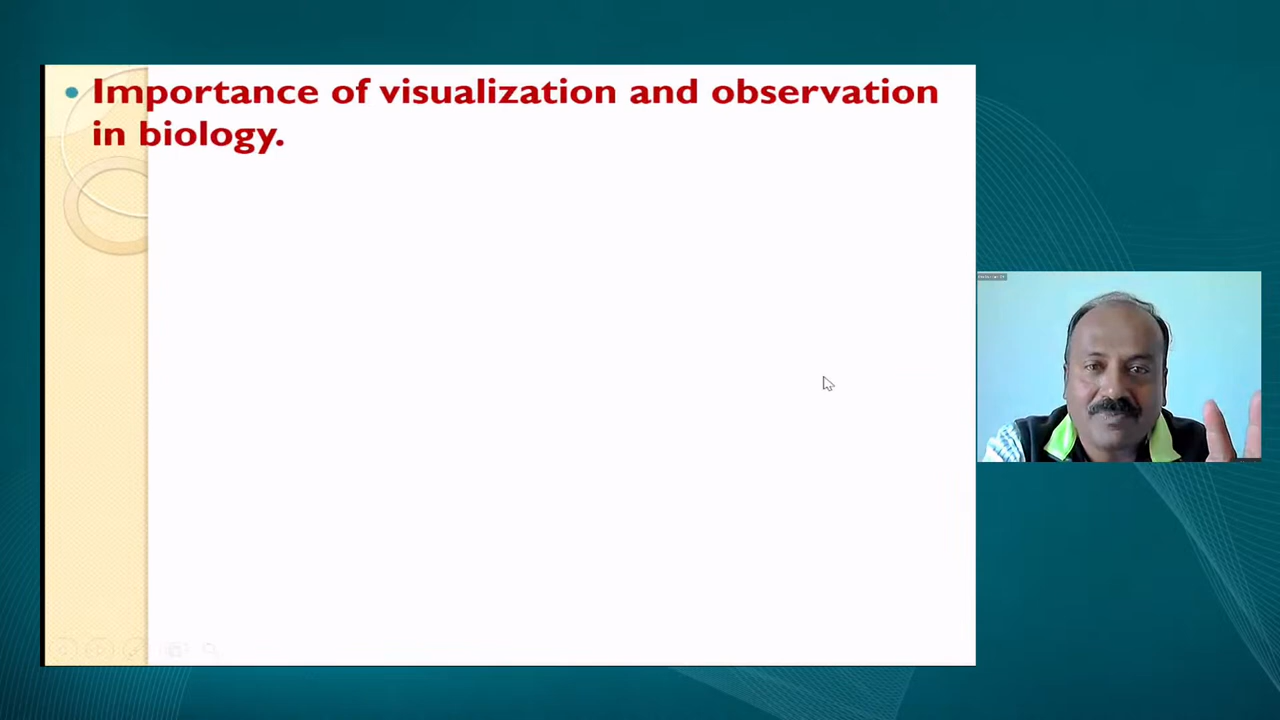 Importance of visualization and observation
in biology.